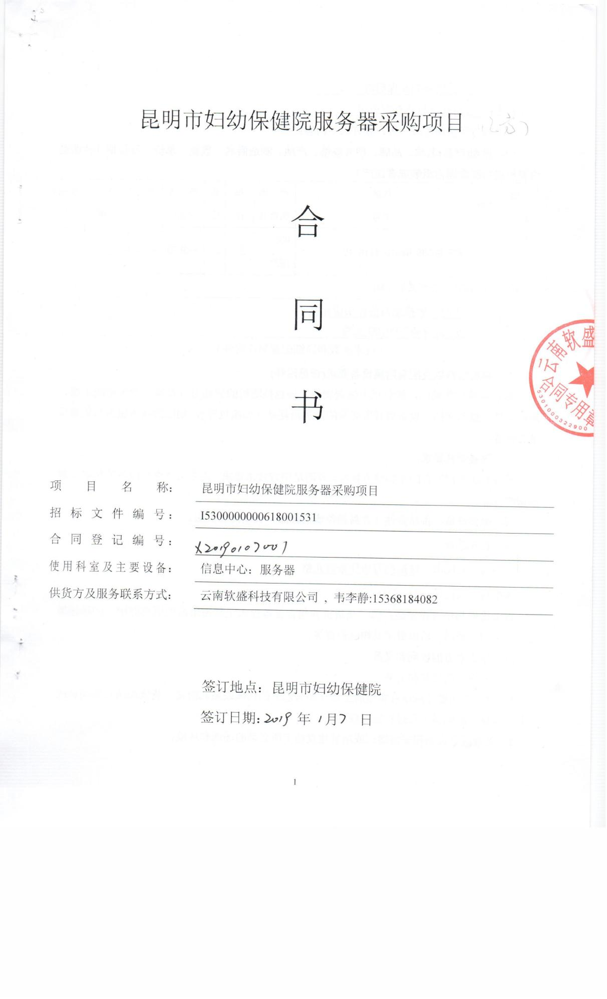 昆明市妇幼保健院服务器采购项目(乙方)
合
同
书
云南软盛
合同专用章
5301000322900
项目名称: 昆明市妇幼保健院服务器采购项目
招标文件编号: I5300000000618001531
合同登记编号: X20190107001
使用科室及主要设备: 信息中心: 服务器
供货方及服务联系方式: 云南软盛科技有限公司 , 韦李静:15368184082
签订地点: 昆明市妇幼保健院
签订日期: 2019 年 1 月 7 日
1